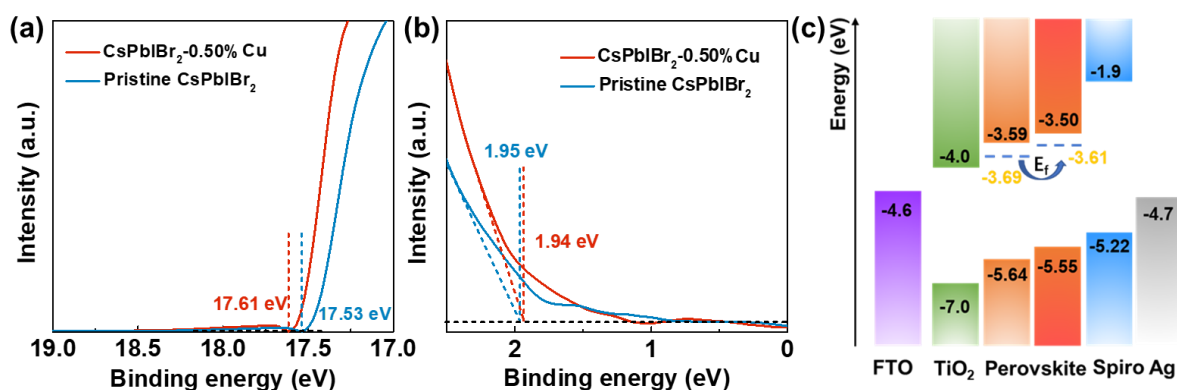 (a)
CsPbIBr₂-0.50% Cu
Pristine CsPbIBr₂
17.61 eV
17.53 eV
Intensity (a.u.)
19.0 18.5 18.0 17.5 17.0
Binding energy (eV)
(b)
CsPbIBr₂-0.50% Cu
Pristine CsPbIBr₂
1.95 eV
1.94 eV
Intensity (a.u.)
2 1 0
Binding energy (eV)
(c)
Energy (eV)
-1.9
-3.50
-3.59
-4.0
-3.61
-3.69
E_f
-4.6
-4.7
-5.22
-5.55
-5.64
-7.0
FTO TiO₂ Perovskite Spiro Ag